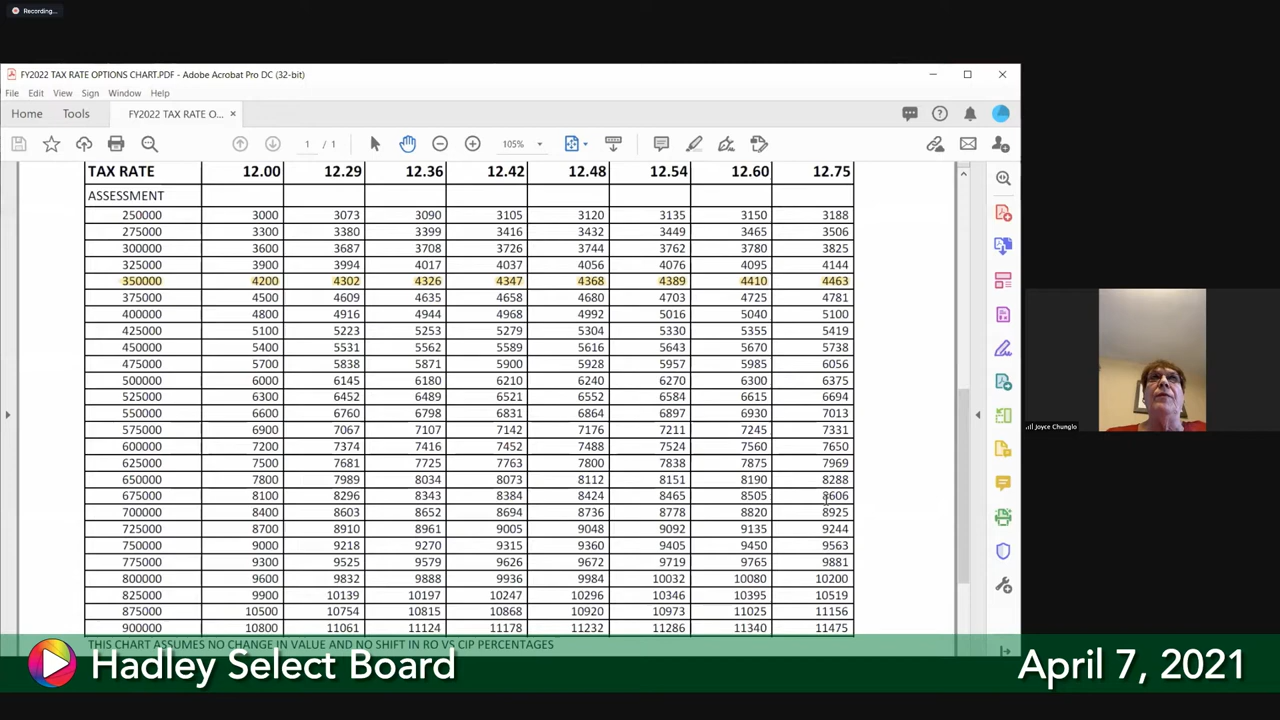 Recording...
FY2022 TAX RATE OPTIONS CHART.PDF - Adobe Acrobat Pro DC (32-bit)
File Edit View Sign Window Help
Home Tools FY2022 TAX RATE O... ×
1 / 1 105%
TAX RATE 12.00 12.29 12.36 12.42 12.48 12.54 12.60 12.75
ASSESSMENT
250000 3000 3073 3090 3105 3120 3135 3150 3188
275000 3300 3380 3399 3416 3432 3449 3465 3506
300000 3600 3687 3708 3726 3744 3762 3780 3825
325000 3900 3994 4017 4037 4056 4076 4095 4144
350000 4200 4302 4326 4347 4368 4389 4410 4463
375000 4500 4609 4635 4658 4680 4703 4725 4781
400000 4800 4916 4944 4968 4992 5016 5040 5100
425000 5100 5223 5253 5279 5304 5330 5355 5419
450000 5400 5531 5562 5589 5616 5643 5670 5738
475000 5700 5838 5871 5900 5928 5957 5985 6056
500000 6000 6145 6180 6210 6240 6270 6300 6375
525000 6300 6452 6489 6521 6552 6584 6615 6694
550000 6600 6760 6798 6831 6864 6897 6930 7013
575000 6900 7067 7107 7142 7176 7211 7245 7331
600000 7200 7374 7416 7452 7488 7524 7560 7650
625000 7500 7681 7725 7763 7800 7838 7875 7969
650000 7800 7989 8034 8073 8112 8151 8190 8288
675000 8100 8296 8343 8384 8424 8465 8505 8606
700000 8400 8603 8652 8694 8736 8778 8820 8925
725000 8700 8910 8961 9005 9048 9092 9135 9244
750000 9000 9218 9270 9315 9360 9405 9450 9563
775000 9300 9525 9579 9626 9672 9719 9765 9881
800000 9600 9832 9888 9936 9984 10032 10080 10200
825000 9900 10139 10197 10247 10296 10346 10395 10519
875000 10500 10754 10815 10868 10920 10973 11025 11156
900000 10800 11061 11124 11178 11232 11286 11340 11475
THIS CHART ASSUMES NO CHANGE IN VALUE AND NO SHIFT IN RO VS CIP PERCENTAGES
Joyce Chunglo
Hadley Select Board
April 7, 2021